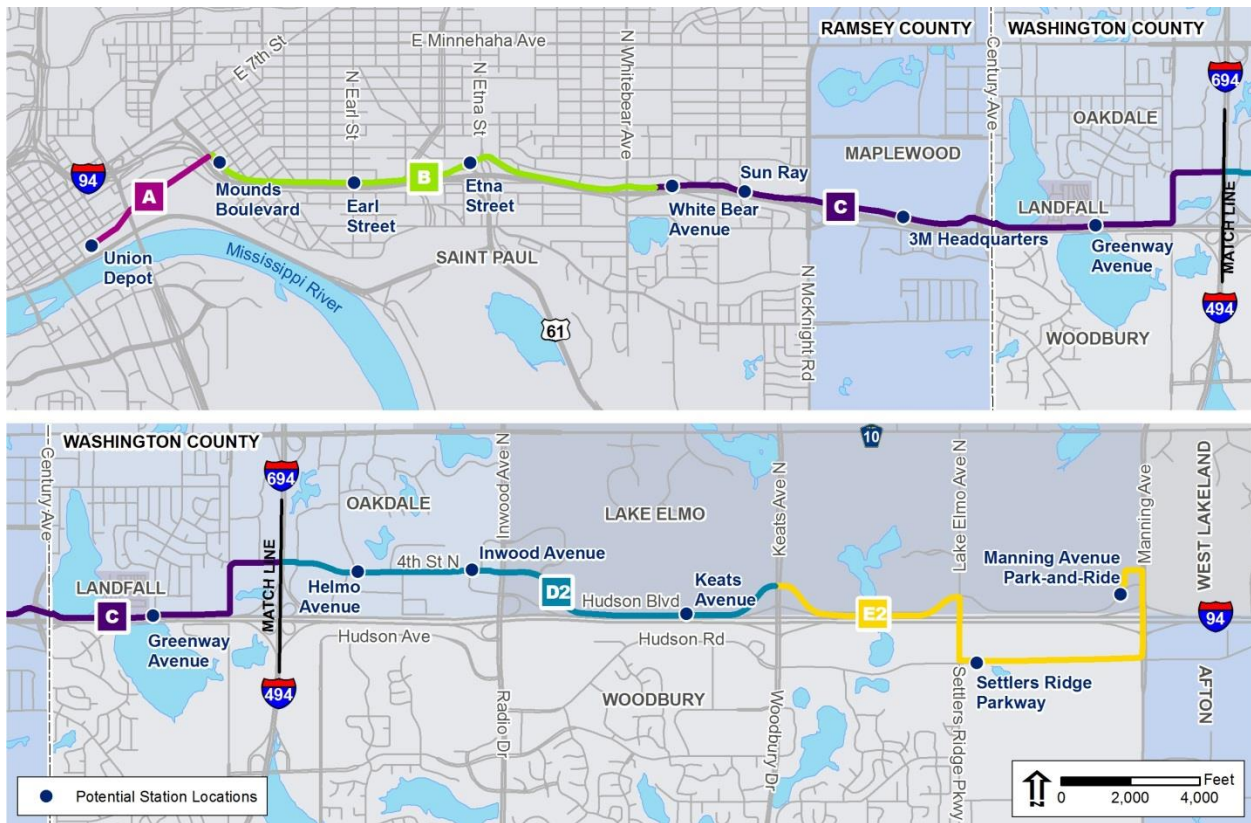 E Minnehaha Ave
RAMSEY COUNTY
WASHINGTON COUNTY
E 7th St
N Earl St
N Etna St
N Whitebear Ave
Century Ave
694
OAKDALE
MAPLEWOOD
94
A
Mounds
Boulevard
Earl
Street
B
Etna
Street
White Bear
Avenue
Sun Ray
C
3M Headquarters
LANDFALL
Greenway
Avenue
MATCH LINE
Union
Depot
Mississippi River
SAINT PAUL
61
N McKnight Rd
494
WOODBURY
WASHINGTON COUNTY
Century Ave
694
OAKDALE
Inwood Ave N
LAKE ELMO
Keats Ave N
10
Lake Elmo Ave N
Manning Ave
WEST LAKELAND
LANDFALL
C
Greenway
Avenue
MATCH LINE
Helmo
Avenue
4th St N
Inwood Avenue
D2
Hudson Blvd
Keats
Avenue
E2
Manning Avenue
Park-and-Ride
94
Hudson Ave
Hudson Rd
494
Radio Dr
WOODBURY
Woodbury Dr
Settlers Ridge Pkwy
Settlers Ridge
Parkway
AFTON
Potential Station Locations
N
Feet
0 2,000 4,000